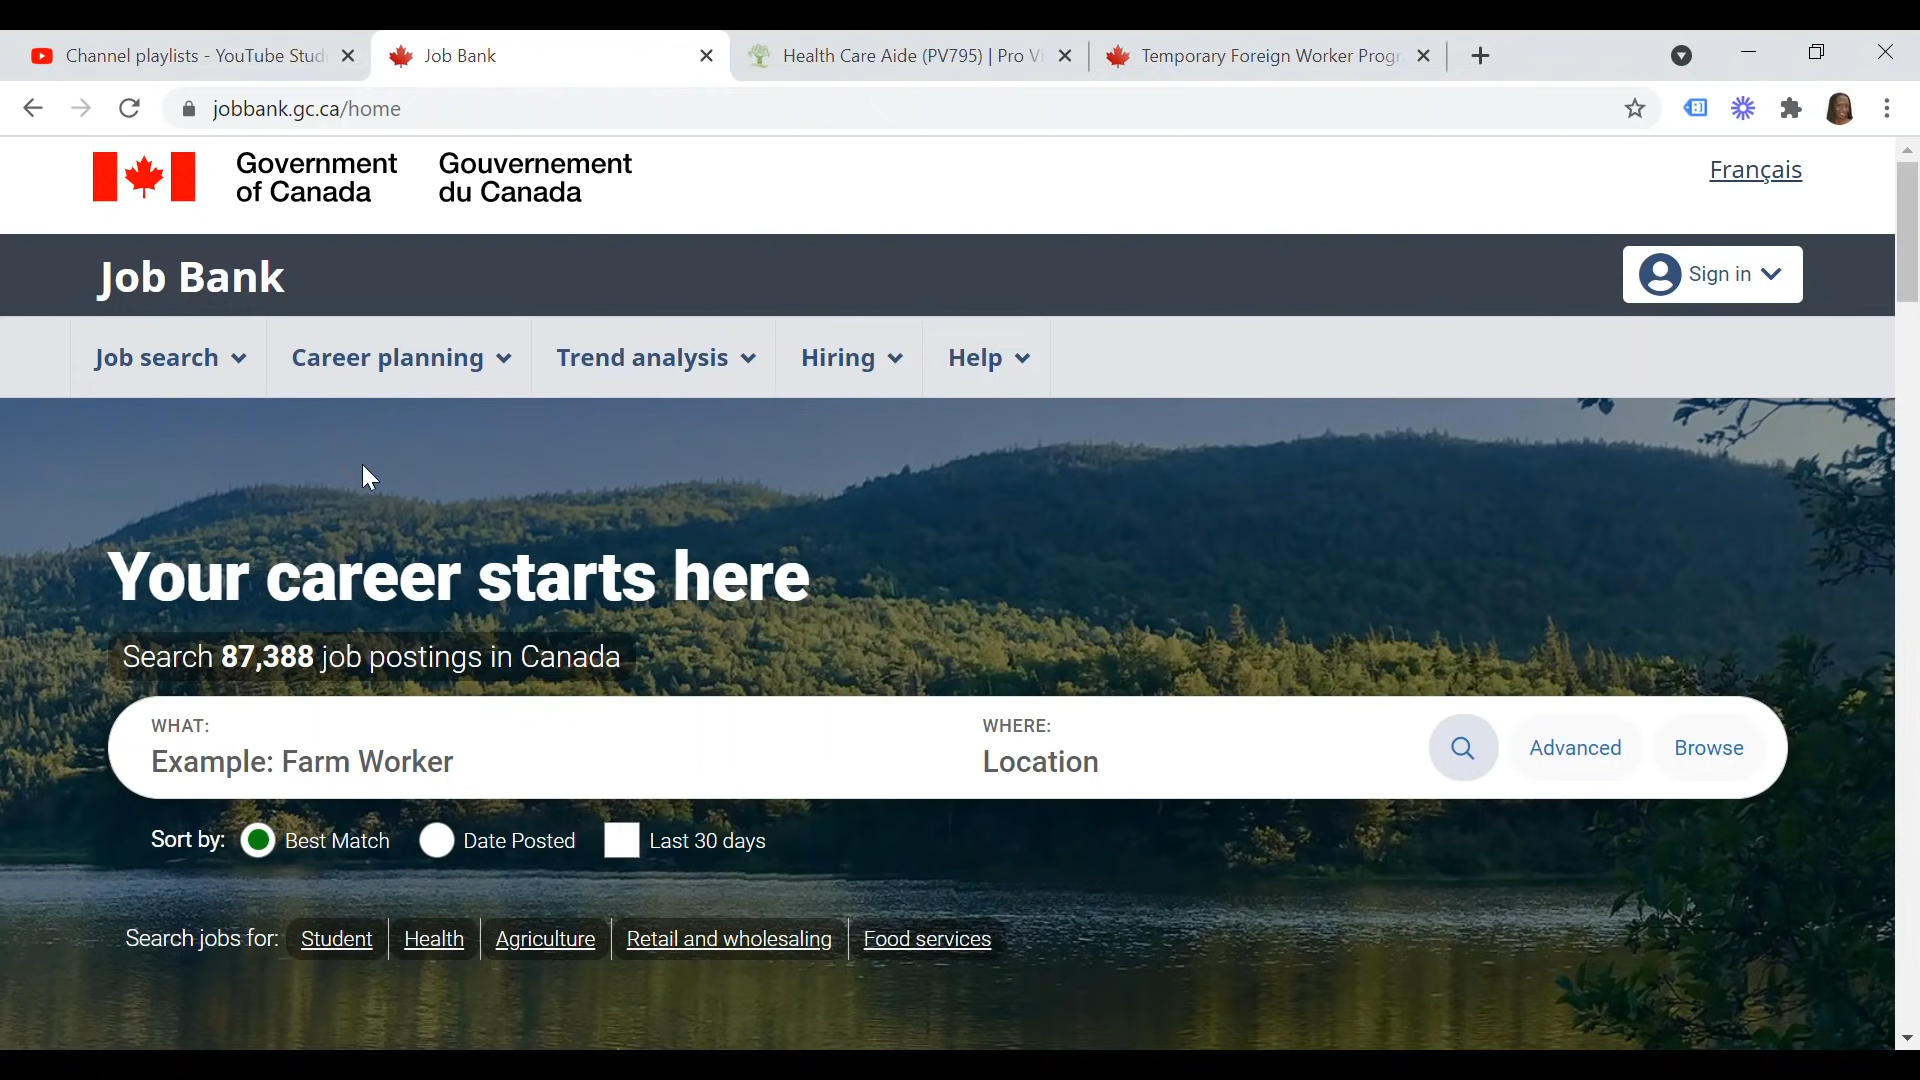 Channel playlists - YouTube Stud
Job Bank
Health Care Aide (PV795) | Pro Vi
Temporary Foreign Worker Progr
jobbank.gc.ca/home
Government
of Canada
Gouvernement
du Canada
Français
Job Bank
Sign in
Job search
Career planning
Trend analysis
Hiring
Help
Your career starts here
Search 87,388 job postings in Canada
WHAT:
Example: Farm Worker
WHERE:
Location
Advanced
Browse
Sort by: Best Match Date Posted Last 30 days
Search jobs for: Student Health Agriculture Retail and wholesaling Food services